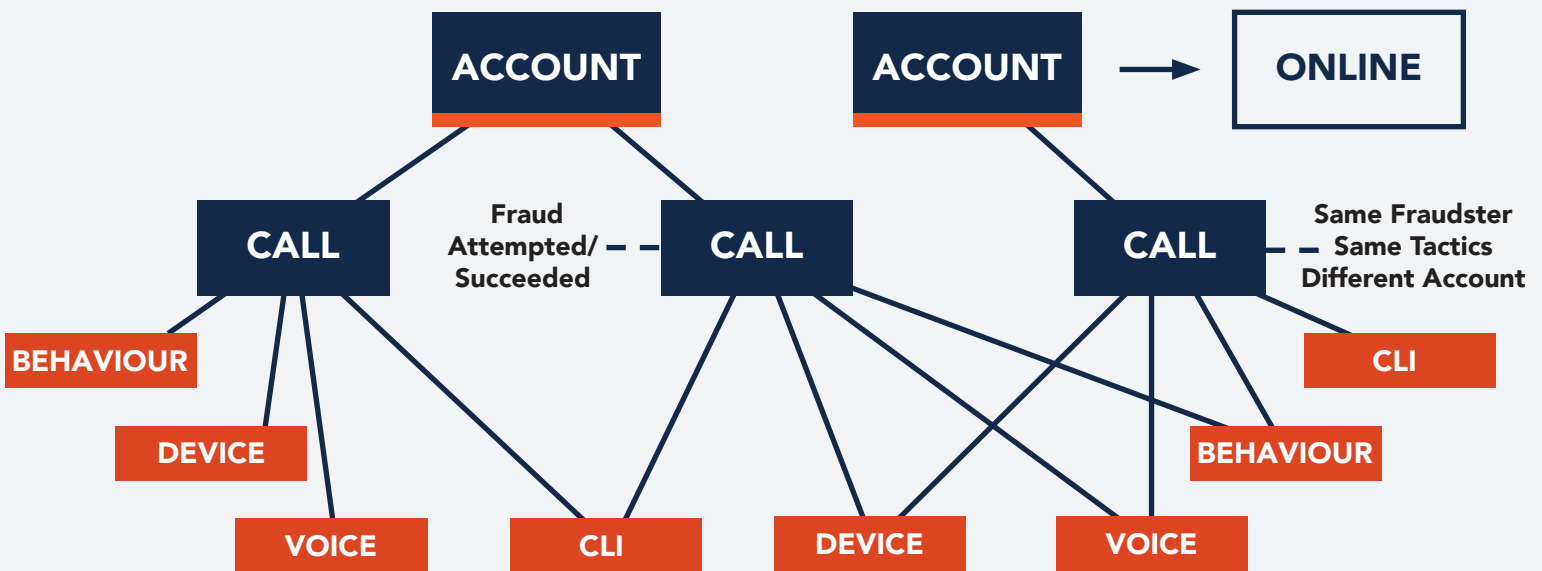 ACCOUNT
ACCOUNT
ONLINE
CALL
Fraud
Attempted/
Succeeded
CALL
CALL
Same Fraudster
Same Tactics
Different Account
BEHAVIOUR
CLI
DEVICE
BEHAVIOUR
VOICE
CLI
DEVICE
VOICE